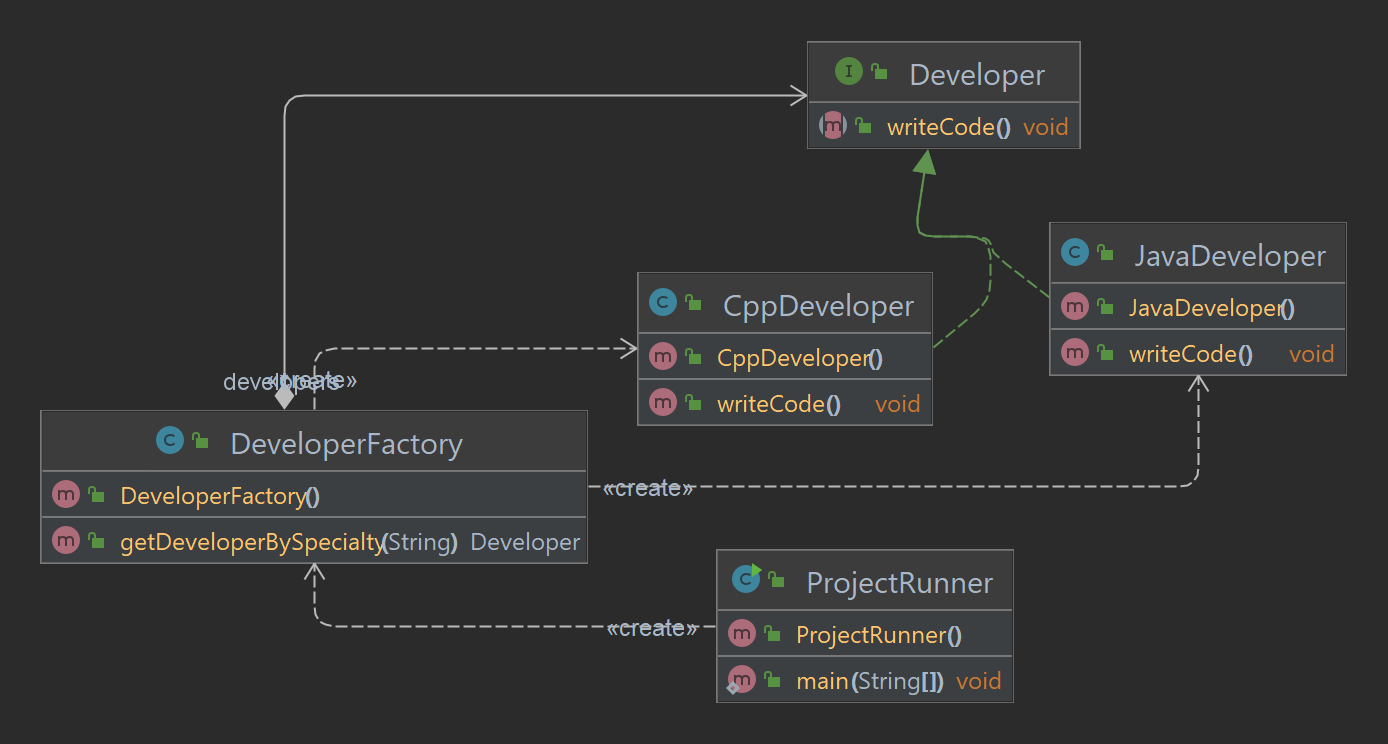 Developer
writeCode() void
JavaDeveloper
JavaDeveloper()
writeCode() void
CppDeveloper
CppDeveloper()
writeCode() void
developers
«create»
DeveloperFactory
DeveloperFactory()
getDeveloperBySpecialty(String) Developer
«create»
«create»
ProjectRunner
ProjectRunner()
main(String[]) void